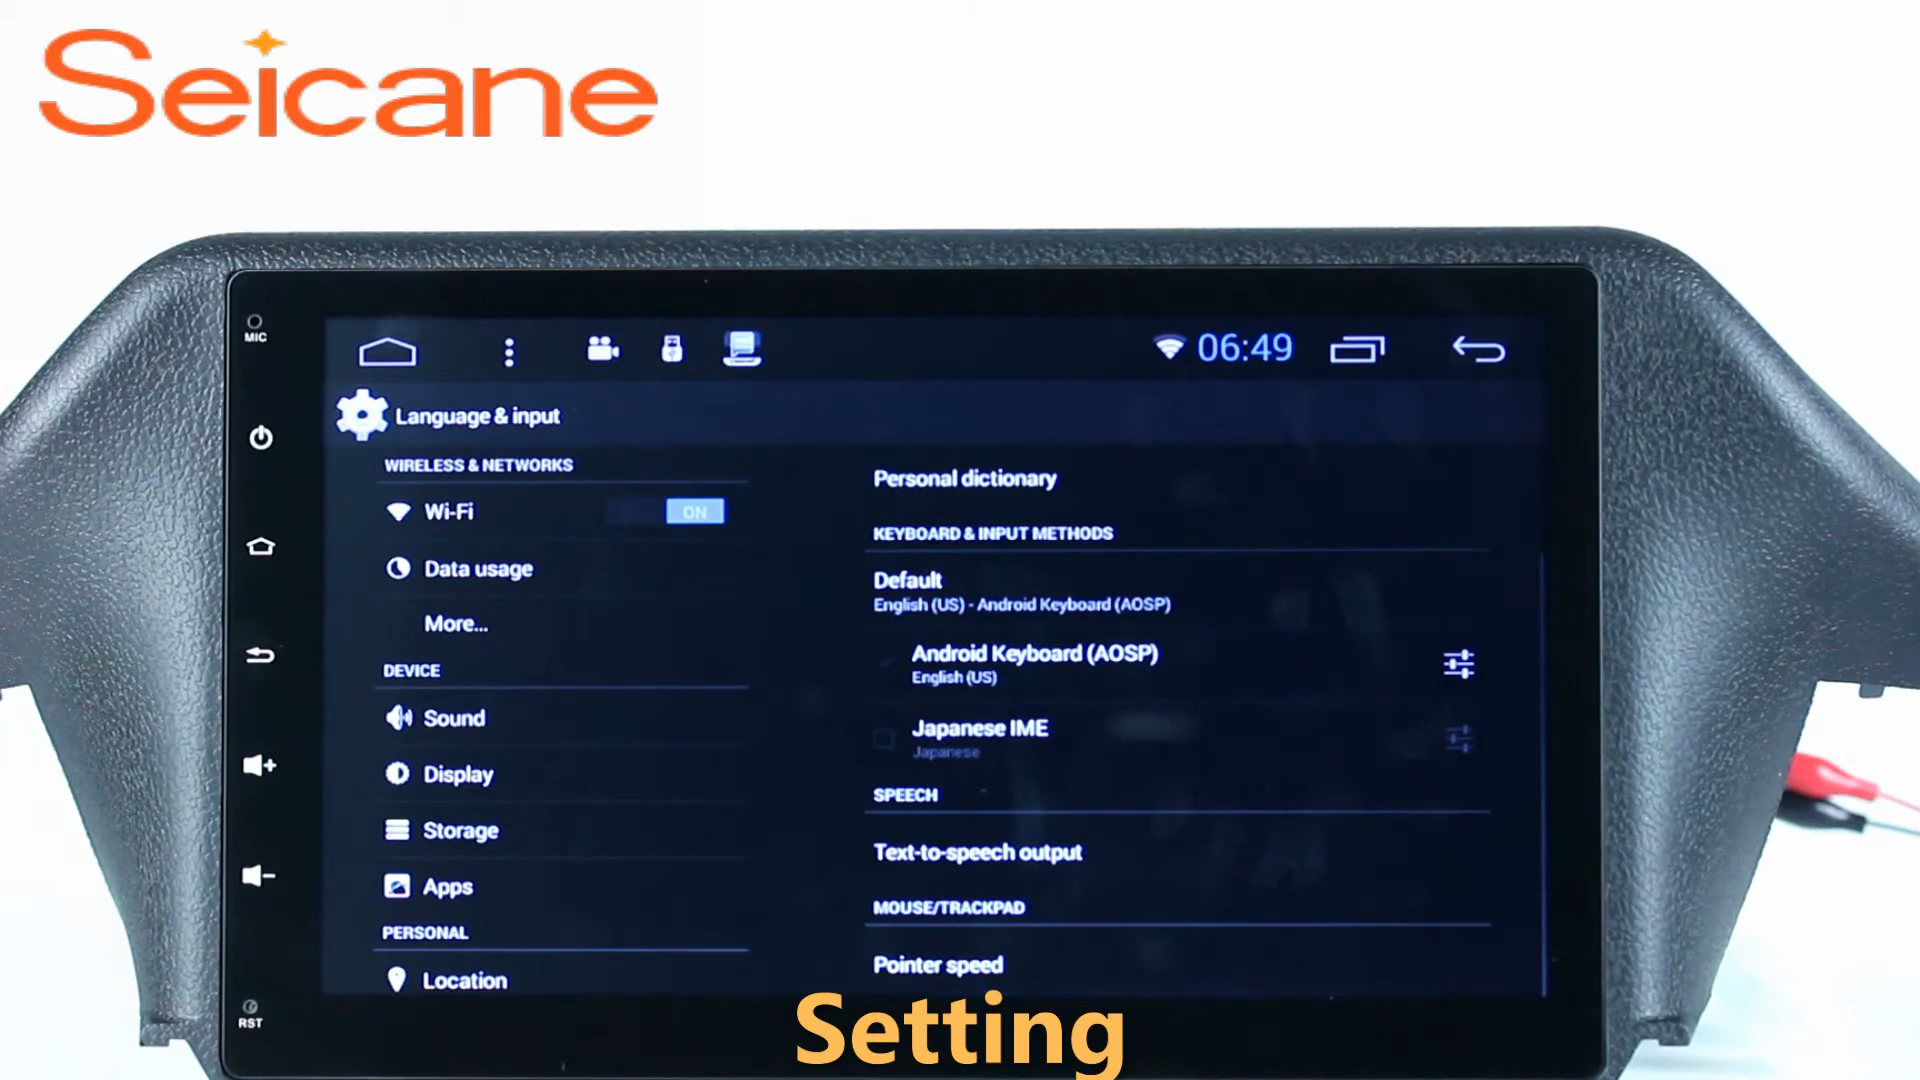 Seicane
MIC
06:49
Language & input
WIRELESS & NETWORKS
Wi-Fi
ON
Data usage
More...
DEVICE
Sound
Display
Storage
Apps
PERSONAL
Location
Personal dictionary
KEYBOARD & INPUT METHODS
Default
English (US) - Android Keyboard (AOSP)
Android Keyboard (AOSP)
English (US)
Japanese IME
Japanese
SPEECH
Text-to-speech output
MOUSE/TRACKPAD
Pointer speed
RST
Setting